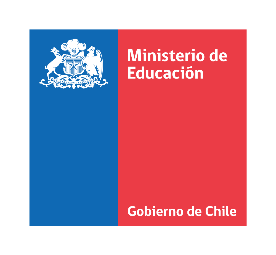 Ministerio de
Educación
Gobierno de Chile